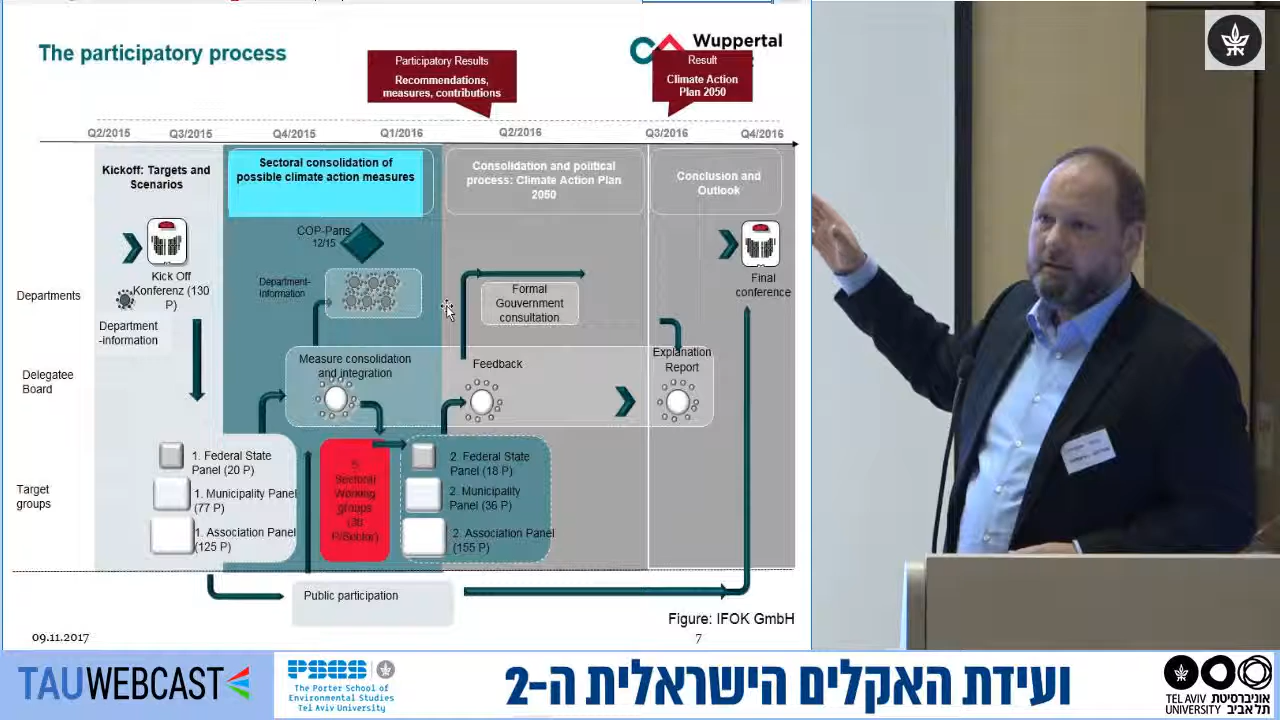 The participatory process
Wuppertal
Participatory Results
Recommendations,
measures, contributions
Result
Climate Action
Plan 2050
Q2/2015
Q3/2015
Q4/2015
Q1/2016
Q2/2016
Q3/2016
Q4/2016
Kickoff: Targets and
Scenarios
Sectoral consolidation of
possible climate action measures
Consolidation and political
process: Climate Action Plan
2050
Conclusion and
Outlook
COP-Paris
12/15
Kick Off
Konferenz (130
P)
Department
-information
Department-
Information
Departments
Formal
Gouvernment
consultation
Final
conference
Delegatee
Board
Measure consolidation
and integration
Feedback
Explanation
Report
Target
groups
1. Federal State
Panel (20 P)
1. Municipality Panel
(77 P)
1. Association Panel
(125 P)
5
Sectoral
Working
groups
(30
P/Sector)
2. Federal State
Panel (18 P)
2. Municipality
Panel (36 P)
2. Association Panel
(155 P)
Public participation
Figure: IFOK GmbH
09.11.2017
7
TAUWEBCAST
PSES
The Porter School of
Environmental Studies
Tel Aviv University
ועידת האקלים הישראלית ה-2
TEL AVIV אוניברסיטת
UNIVERSITY תל אביב